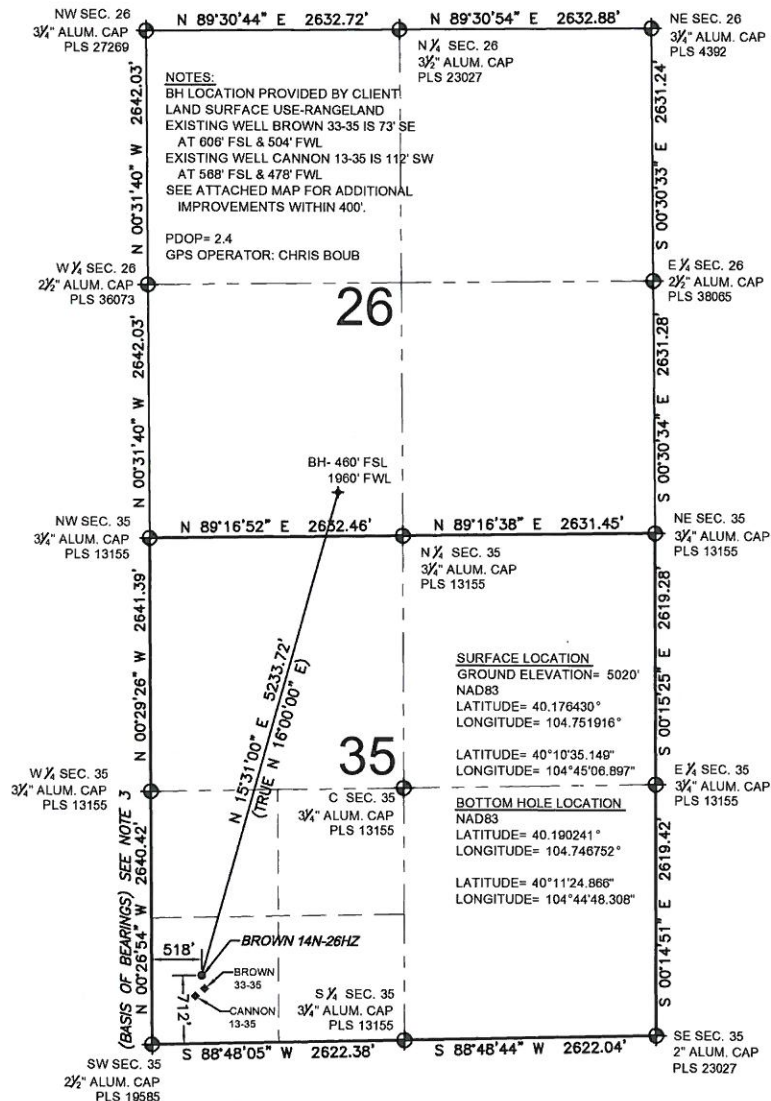 NW SEC. 26
3¼" ALUM. CAP
PLS 27269
N 89°30'44" E 2632.72'
N 89°30'54" E 2632.88'
NE SEC. 26
3¼" ALUM. CAP
PLS 4392
N ¼ SEC. 26
3½" ALUM. CAP
PLS 23027
NOTES:
BH LOCATION PROVIDED BY CLIENT
LAND SURFACE USE-RANGELAND
EXISTING WELL BROWN 33-35 IS 73' SE
AT 606' FSL & 504' FWL
EXISTING WELL CANNON 13-35 IS 112' SW
AT 568' FSL & 478' FWL
SEE ATTACHED MAP FOR ADDITIONAL
IMPROVEMENTS WITHIN 400'.
PDOP= 2.4
GPS OPERATOR: CHRIS BOUB
N 00°31'40" W 2642.03'
S 00°30'33" E 2631.24'
W ¼ SEC. 26
2½" ALUM. CAP
PLS 36073
26
E ¼ SEC. 26
2½" ALUM. CAP
PLS 38065
N 00°31'40" W 2642.03'
S 00°30'34" E 2631.28'
BH- 460' FSL
1960' FWL
NW SEC. 35
3¼" ALUM. CAP
PLS 13155
N 89°16'52" E 2632.46'
N 89°16'38" E 2631.45'
NE SEC. 35
3¼" ALUM. CAP
PLS 13155
N ¼ SEC. 35
3¼" ALUM. CAP
PLS 13155
N 00°29'26" W 2641.39'
N 15°31'00" E 5233.72'
(TRUE N 16°00'00" E)
S 00°15'25" E 2619.28'
SURFACE LOCATION
GROUND ELEVATION= 5020'
NAD83
LATITUDE= 40.176430°
LONGITUDE= 104.751916°
LATITUDE= 40°10'35.149"
LONGITUDE= 104°45'06.897"
W ¼ SEC. 35
3¼" ALUM. CAP
PLS 13155
35
C SEC. 35
3¼" ALUM. CAP
PLS 13155
E ¼ SEC. 35
3¼" ALUM. CAP
PLS 13155
BOTTOM HOLE LOCATION
NAD83
LATITUDE= 40.190241°
LONGITUDE= 104.746752°
LATITUDE= 40°11'24.866"
LONGITUDE= 104°44'48.308"
(BASIS OF BEARINGS) SEE NOTE 3
N 00°26'54" W 2640.42'
S 00°14'51" E 2619.42'
518'
BROWN 14N-26HZ
BROWN
33-35
712'
CANNON
13-35
S ¼ SEC. 35
3¼" ALUM. CAP
PLS 13155
SW SEC. 35
2½" ALUM. CAP
PLS 19585
S 88°48'05" W 2622.38'
S 88°48'44" W 2622.04'
SE SEC. 35
2" ALUM. CAP
PLS 23027